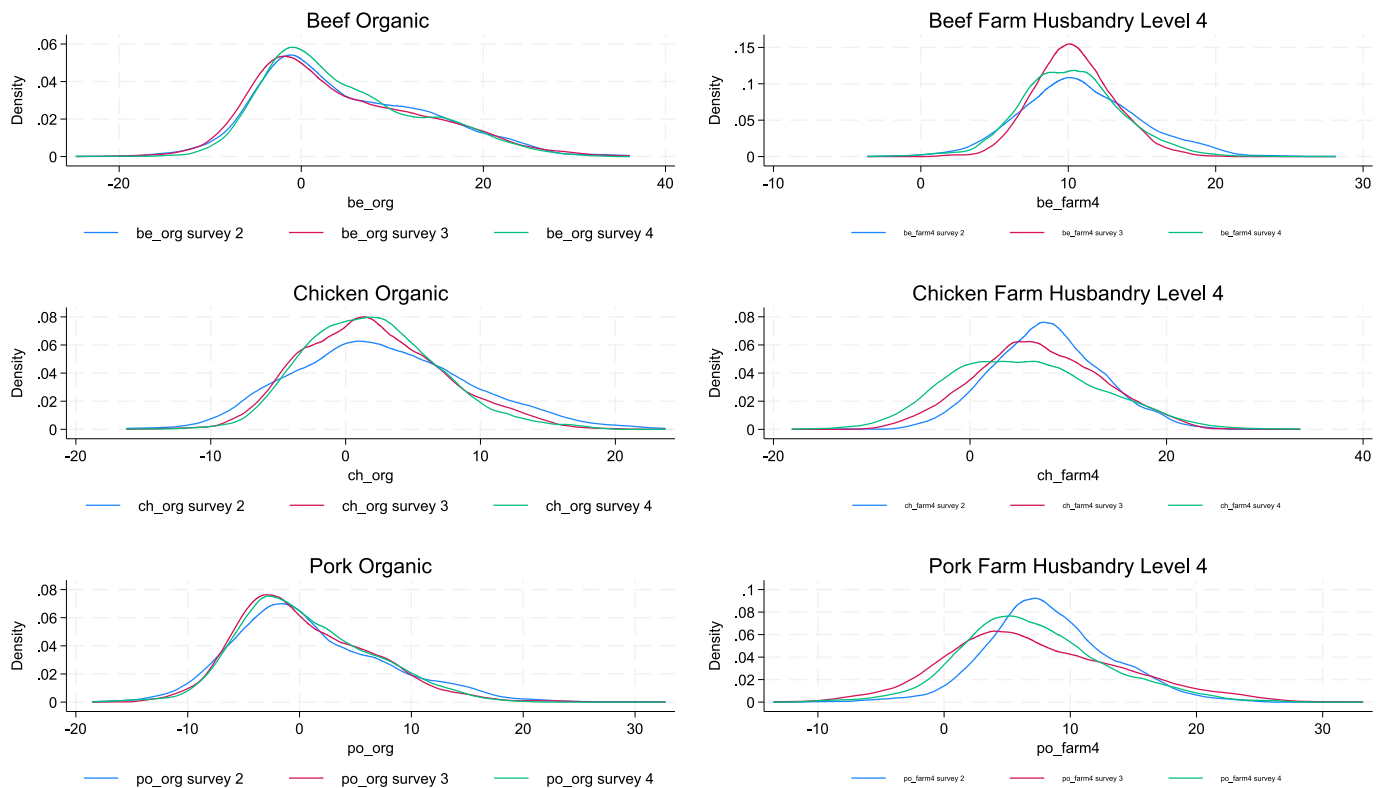 Beef Organic
Density
.06
.04
.02
0
-20 0 20 40
be_org
be_org survey 2 be_org survey 3 be_org survey 4
Beef Farm Husbandry Level 4
Density
.15
.1
.05
0
-10 0 10 20 30
be_farm4
be_farm4 survey 2 be_farm4 survey 3 be_farm4 survey 4
Chicken Organic
Density
.08
.06
.04
.02
0
-20 -10 0 10 20
ch_org
ch_org survey 2 ch_org survey 3 ch_org survey 4
Chicken Farm Husbandry Level 4
Density
.08
.06
.04
.02
0
-20 0 20 40
ch_farm4
ch_farm4 survey 2 ch_farm4 survey 3 ch_farm4 survey 4
Pork Organic
Density
.08
.06
.04
.02
0
-20 -10 0 10 20 30
po_org
po_org survey 2 po_org survey 3 po_org survey 4
Pork Farm Husbandry Level 4
Density
.1
.08
.06
.04
.02
0
-10 0 10 20 30
po_farm4
po_farm4 survey 2 po_farm4 survey 3 po_farm4 survey 4